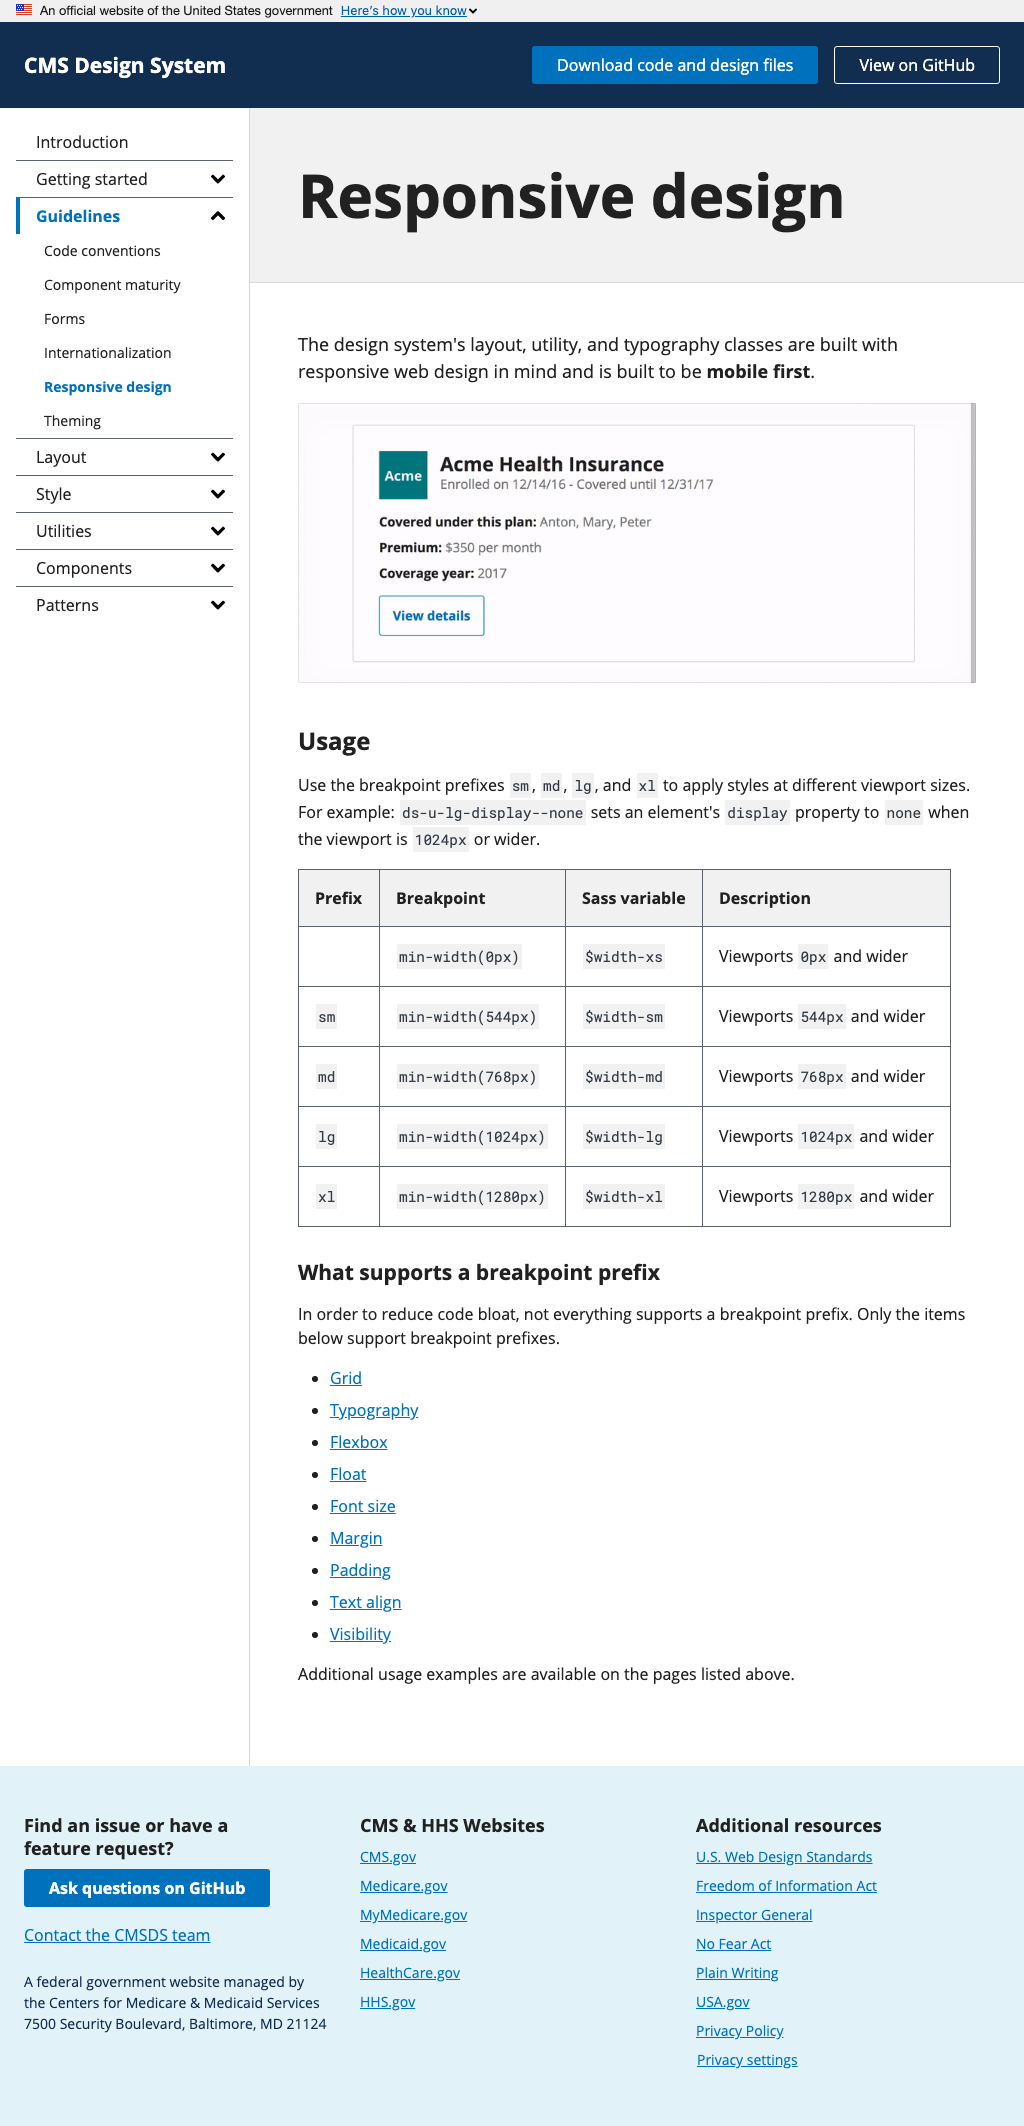 An official website of the United States government Here's how you know
CMS Design System
Download code and design files
View on GitHub
Introduction
Getting started
Guidelines
Code conventions
Component maturity
Forms
Internationalization
Responsive design
Theming
Layout
Style
Utilities
Components
Patterns
Responsive design
The design system's layout, utility, and typography classes are built with
responsive web design in mind and is built to be mobile first.
Acme
Acme Health Insurance
Enrolled on 12/14/16 - Covered until 12/31/17
Covered under this plan: Anton, Mary, Peter
Premium: $350 per month
Coverage year: 2017
View details
Usage
Use the breakpoint prefixes sm, md, lg, and xl to apply styles at different viewport sizes.
For example: ds-u-lg-display--none sets an element's display property to none when
the viewport is 1024px or wider.
Prefix Breakpoint Sass variable Description
min-width(0px) $width-xs Viewports 0px and wider
sm min-width(544px) $width-sm Viewports 544px and wider
md min-width(768px) $width-md Viewports 768px and wider
lg min-width(1024px) $width-lg Viewports 1024px and wider
xl min-width(1280px) $width-xl Viewports 1280px and wider
What supports a breakpoint prefix
In order to reduce code bloat, not everything supports a breakpoint prefix. Only the items
below support breakpoint prefixes.
Grid
Typography
Flexbox
Float
Font size
Margin
Padding
Text align
Visibility
Additional usage examples are available on the pages listed above.
Find an issue or have a
feature request?
Ask questions on GitHub
Contact the CMSDS team
A federal government website managed by
the Centers for Medicare & Medicaid Services
7500 Security Boulevard, Baltimore, MD 21124
CMS & HHS Websites
CMS.gov
Medicare.gov
MyMedicare.gov
Medicaid.gov
HealthCare.gov
HHS.gov
Additional resources
U.S. Web Design Standards
Freedom of Information Act
Inspector General
No Fear Act
Plain Writing
USA.gov
Privacy Policy
Privacy settings